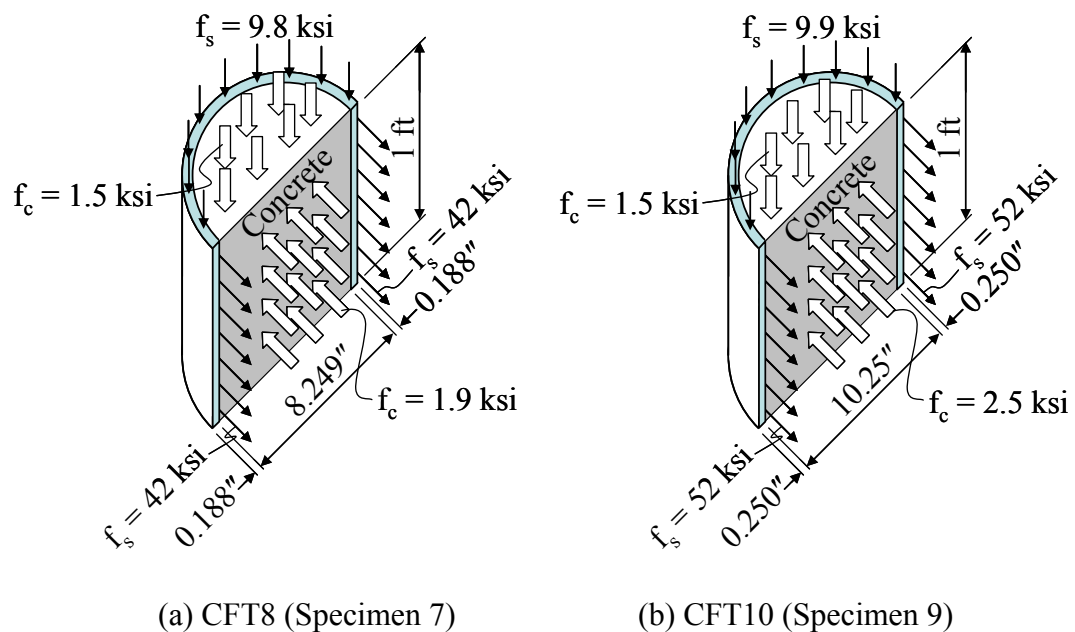 f_s = 9.8 ksi
1 ft
Concrete
f_c = 1.5 ksi
f_s = 42 ksi
0.188″
8.249″
f_c = 1.9 ksi
f_s = 42 ksi
0.188″
(a) CFT8 (Specimen 7)
f_s = 9.9 ksi
1 ft
Concrete
f_c = 1.5 ksi
f_s = 52 ksi
0.250″
10.25″
f_c = 2.5 ksi
f_s = 52 ksi
0.250″
(b) CFT10 (Specimen 9)